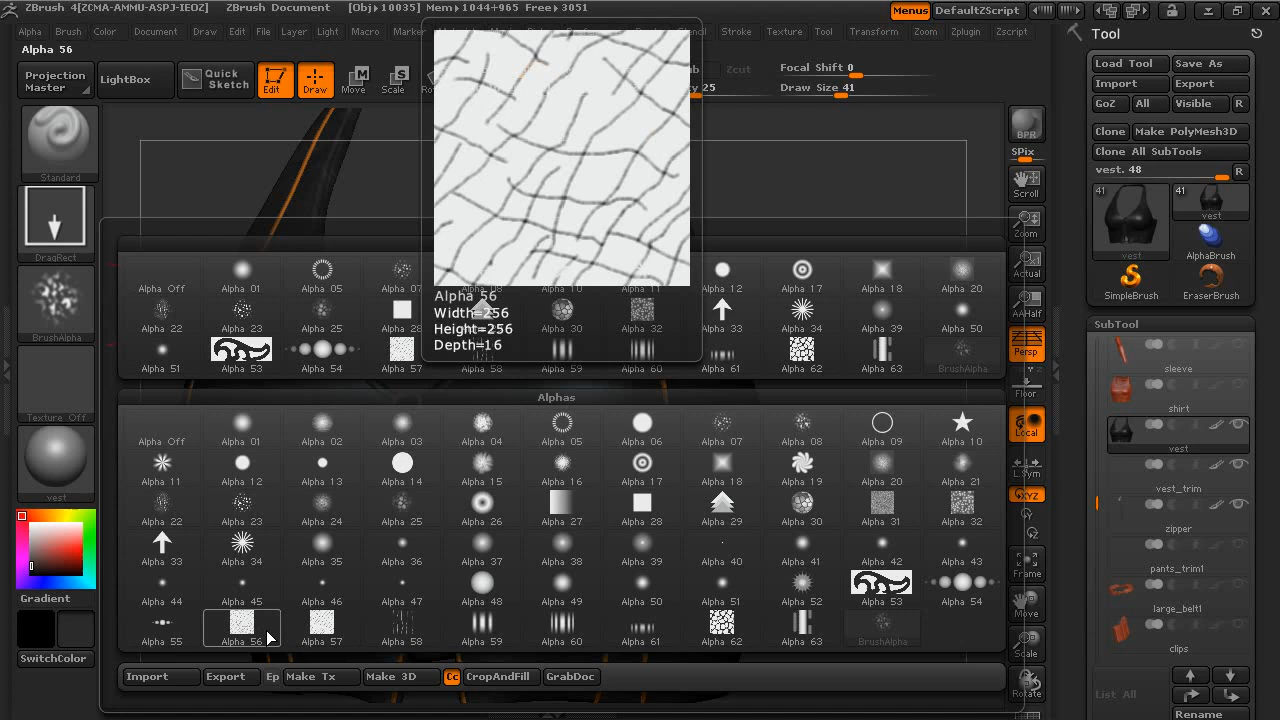 ZBrush 4[ZCMA-AMMU-ASPJ-IEOZ] ZBrush Document [Obj▸10035] Mem▸1044+965 Free▸3051 Menus DefaultZScript
Alpha Brush Color Document Draw Edit File Layer Light Macro Marker Stroke Texture Tool Transform Zoom Zplugin Zscript
Alpha 56
Projection Master
LightBox
Quick Sketch
Edit Draw Move Scale
Zcut
Focal Shift 0
25 Draw Size 41
Standard
DragRect
BrushAlpha
Texture Off
vest
Gradient
SwitchColor
Alpha 56
Width=256
Height=256
Depth=16
Alpha Off Alpha 01 Alpha 05 Alpha 12 Alpha 17 Alpha 18 Alpha 20
Alpha 22 Alpha 23 Alpha 25 Alpha 28 Alpha 30 Alpha 32 Alpha 33 Alpha 34 Alpha 39 Alpha 50
Alpha 51 Alpha 53 Alpha 54 Alpha 57 Alpha 58 Alpha 59 Alpha 60 Alpha 61 Alpha 62 Alpha 63 BrushAlpha
Alphas
Alpha Off Alpha 01 Alpha 02 Alpha 03 Alpha 04 Alpha 05 Alpha 06 Alpha 07 Alpha 08 Alpha 09 Alpha 10
Alpha 11 Alpha 12 Alpha 13 Alpha 14 Alpha 15 Alpha 16 Alpha 17 Alpha 18 Alpha 19 Alpha 20 Alpha 21
Alpha 22 Alpha 23 Alpha 24 Alpha 25 Alpha 26 Alpha 27 Alpha 28 Alpha 29 Alpha 30 Alpha 31 Alpha 32
Alpha 33 Alpha 34 Alpha 35 Alpha 36 Alpha 37 Alpha 38 Alpha 39 Alpha 40 Alpha 41 Alpha 42 Alpha 43
Alpha 44 Alpha 45 Alpha 46 Alpha 47 Alpha 48 Alpha 49 Alpha 50 Alpha 51 Alpha 52 Alpha 53 Alpha 54
Alpha 55 Alpha 56 Alpha 57 Alpha 58 Alpha 59 Alpha 60 Alpha 61 Alpha 62 Alpha 63 BrushAlpha
Import Export Ep Make Tx Make 3D Cc CropAndFill GrabDoc
BPR
SPix
Scroll
Zoom
Actual
AAHalf
Persp
Floor
Local
L.Sym
XYZ
Frame
Move
Scale
Rotate
Tool
Load Tool Save As
Import Export
GoZ All Visible R
Clone Make PolyMesh3D
Clone All SubTools
vest. 48 R
41 41
vest
vest AlphaBrush
SimpleBrush EraserBrush
SubTool
sleeve
shirt
vest
vest_trim
zipper
pants_trim1
large_belt1
clips
List All
Rename